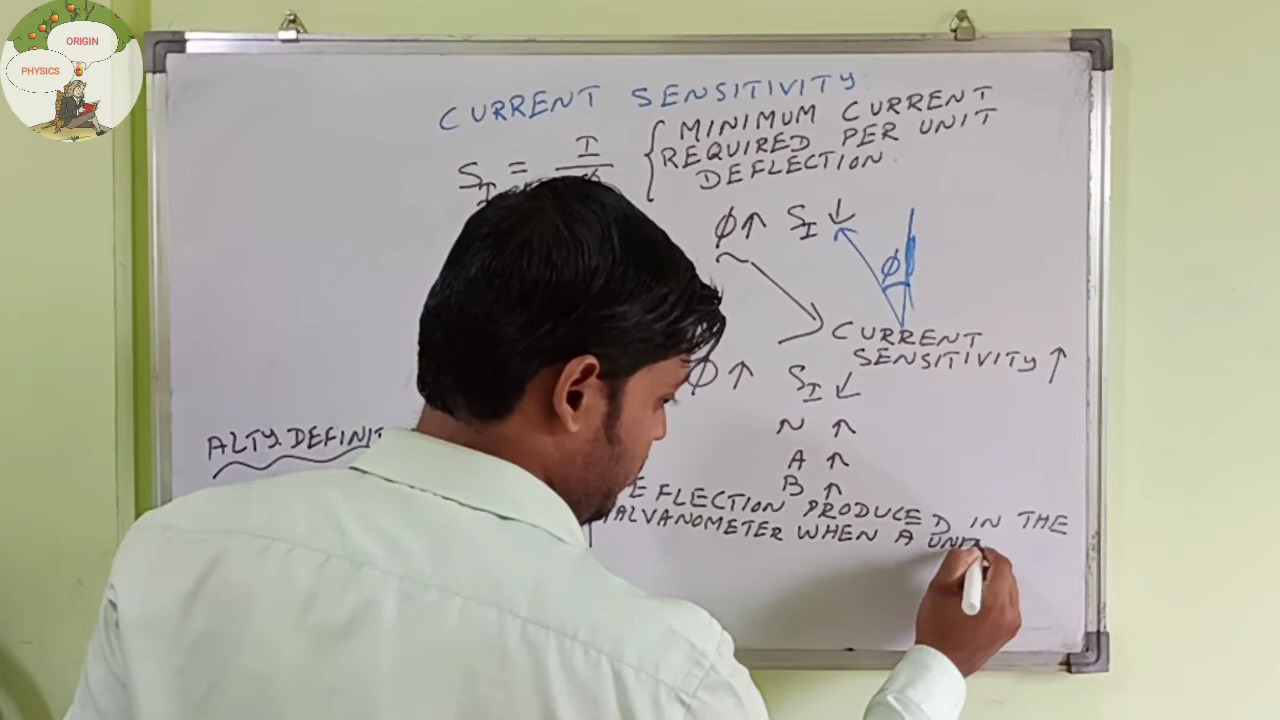 ORIGIN
PHYSICS
CURRENT SENSITIVITY
S_I = I
{ MINIMUM CURRENT
REQUIRED PER UNIT
DEFLECTION.
φ↑ S_I ↓
φ
CURRENT
SENSITIVITY ↑
φ ↑ S_I ↓
N ↑
A ↑
B ↑
ALTY. DEFINIT
EFLECTION PRODUCED IN THE
ALVANOMETER WHEN A UNI